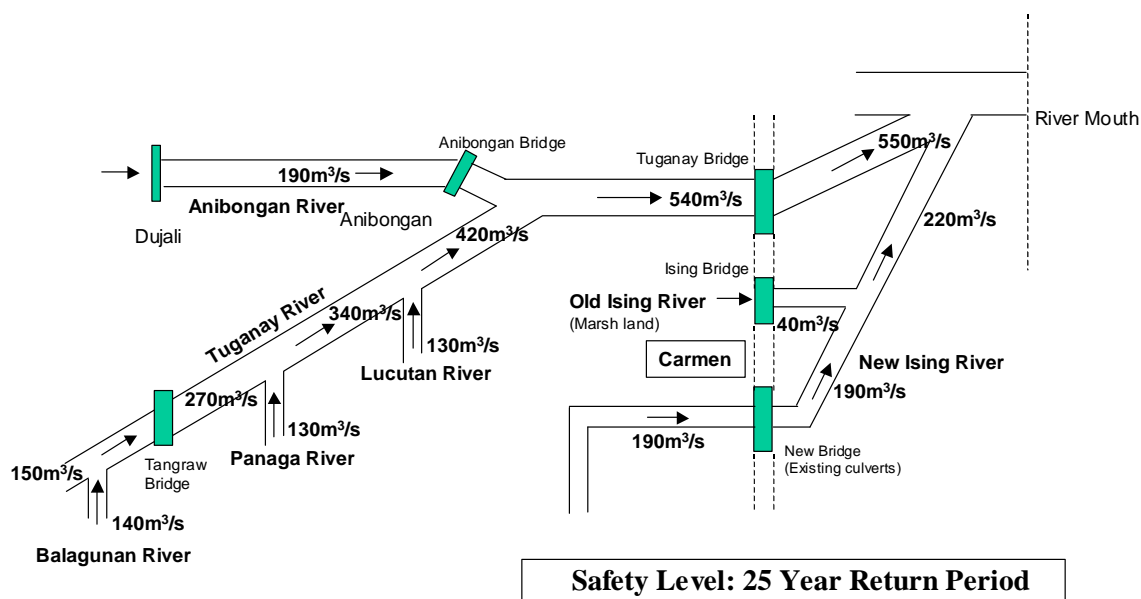 River Mouth
Anibongan Bridge
Tuganay Bridge
550m³/s
190m³/s
Anibongan River
Anibongan
540m³/s
Dujali
420m³/s
220m³/s
Ising Bridge
Old Ising River
(Marsh land)
40m³/s
Tuganay River
340m³/s
130m³/s
Lucutan River
Carmen
New Ising River
190m³/s
270m³/s
130m³/s
Panaga River
190m³/s
New Bridge
(Existing culverts)
150m³/s
Tangraw
Bridge
140m³/s
Balagunan River
Safety Level: 25 Year Return Period